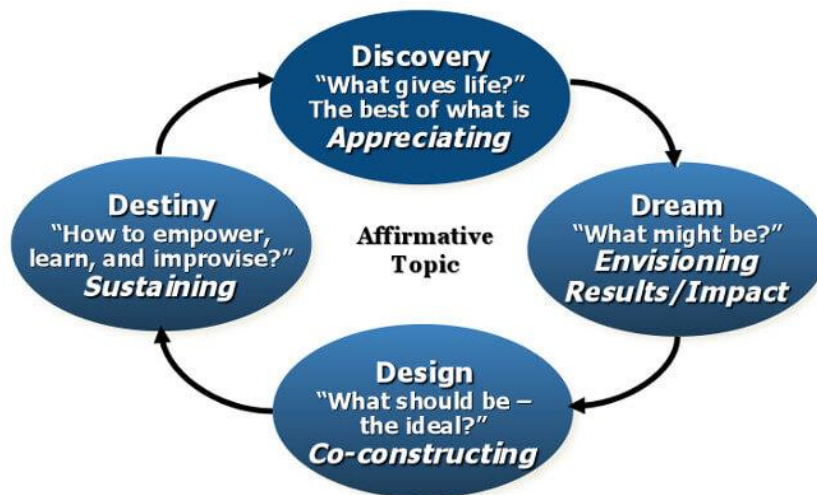 Discovery
“What gives life?”
The best of what is
Appreciating
Dream
“What might be?”
Envisioning
Results/Impact
Design
“What should be –
the ideal?”
Co-constructing
Destiny
“How to empower,
learn, and improvise?”
Sustaining
Affirmative
Topic